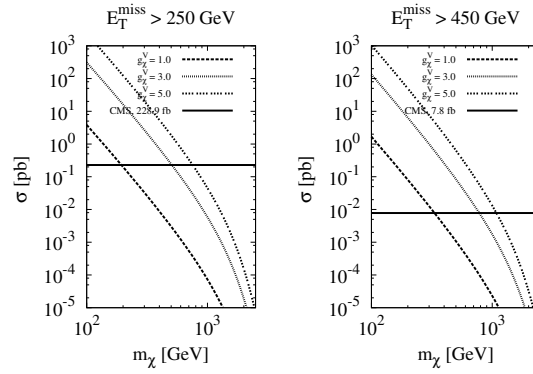 E_T^miss > 250 GeV
g_χ^V = 1.0
g_χ^V = 3.0
g_χ^V = 5.0
σ [pb]
10^3
10^2
10^1
10^0
10^-1
10^-2
10^-3
10^-4
10^-5
10^2
10^3
m_χ [GeV]
E_T^miss > 450 GeV
g_χ^V = 1.0
g_χ^V = 3.0
g_χ^V = 5.0
CMS, 7.8 fb
σ [pb]
10^3
10^2
10^1
10^0
10^-1
10^-2
10^-3
10^-4
10^-5
10^2
10^3
m_χ [GeV]